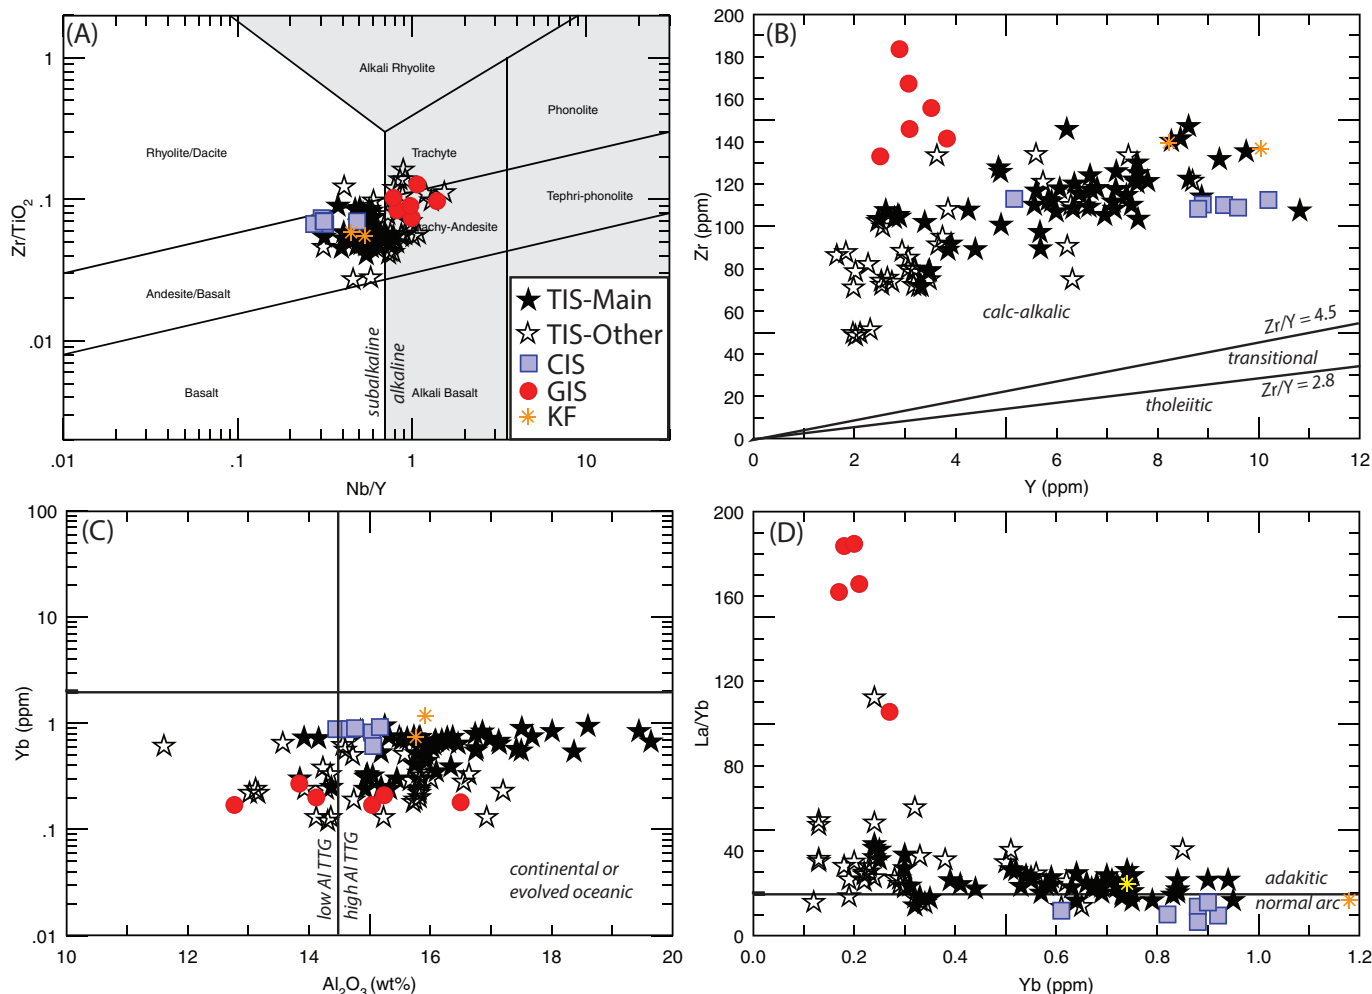 (A)
Zr/TiO2
1
.1
.01
.01
.1
1
10
Nb/Y
Alkali Rhyolite
Phonolite
Rhyolite/Dacite
Trachyte
Tephri-phonolite
Andesite/Basalt
Basalt
Alkali Basalt
subalkaline
alkaline
TIS-Main
TIS-Other
CIS
GIS
KF
(B)
Zr (ppm)
200
180
160
140
120
100
80
60
40
20
0
0
2
4
6
8
10
12
Y (ppm)
calc-alkalic
Zr/Y = 4.5
transitional
Zr/Y = 2.8
tholeiitic
(C)
Yb (ppm)
100
10
1
.1
.01
10
12
14
16
18
20
Al2O3 (wt%)
low Al TTG
high Al TTG
continental or
evolved oceanic
(D)
La/Yb
200
160
120
80
40
0
0.0
0.2
0.4
0.6
0.8
1.0
1.2
Yb (ppm)
adakitic
normal arc